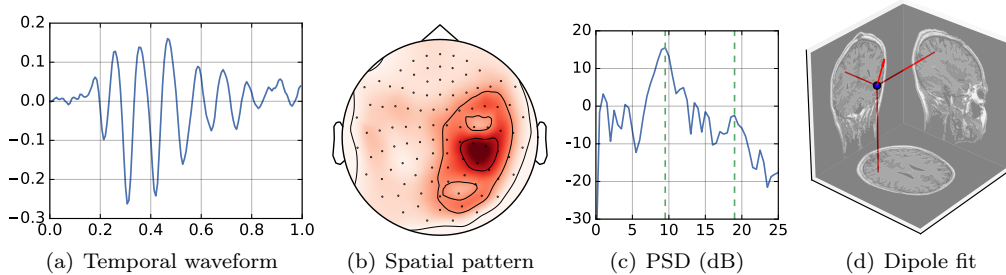 0.2
0.1
0.0
−0.1
−0.2
−0.3
0.0 0.2 0.4 0.6 0.8 1.0
(a) Temporal waveform
(b) Spatial pattern
20
10
0
−10
−20
−30
0 5 10 15 20 25
(c) PSD (dB)
(d) Dipole fit